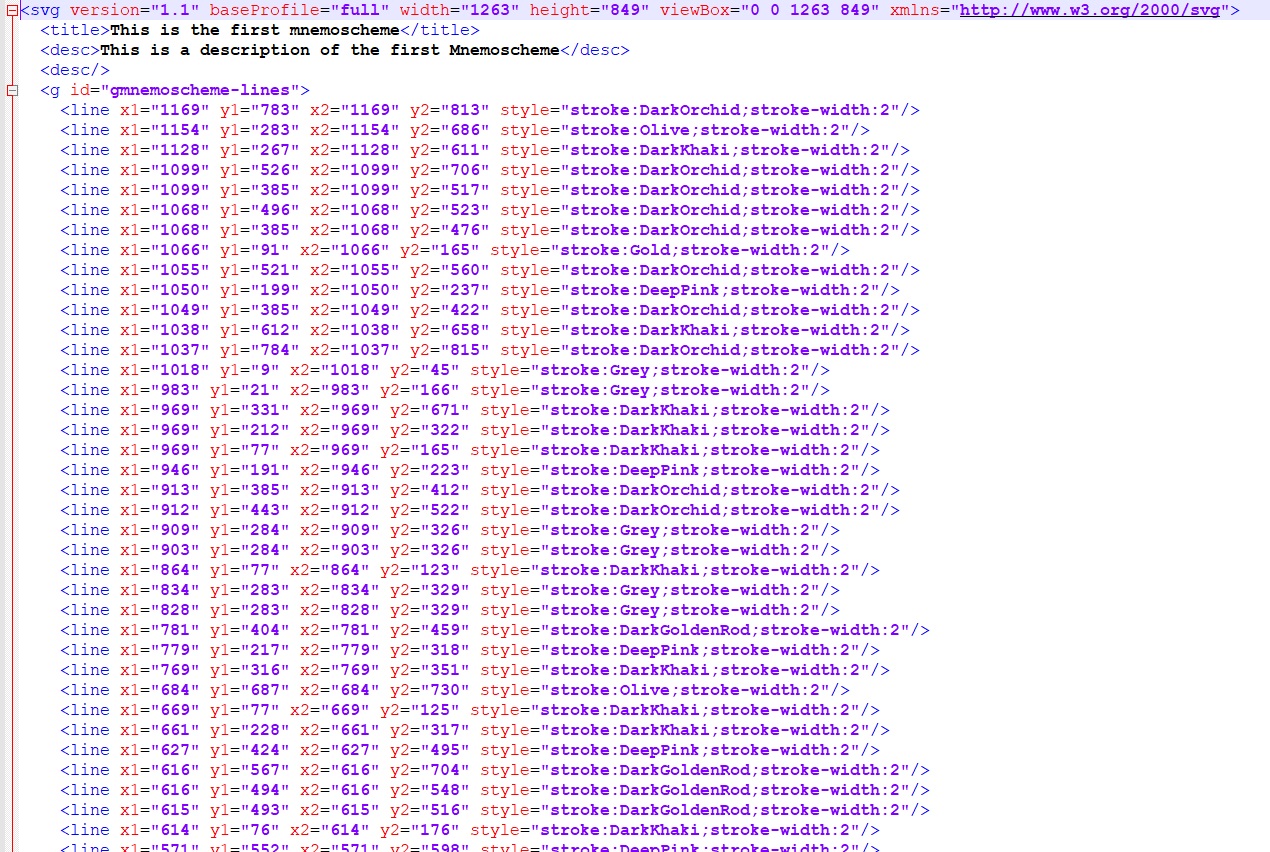 <svg version="1.1" baseProfile="full" width="1263" height="849" viewBox="0 0 1263 849" xmlns="http://www.w3.org/2000/svg">
<title>This is the first mnemoscheme</title>
<desc>This is a description of the first Mnemoscheme</desc>
<desc/>
<g id="gmnemoscheme-lines">
<line x1="1169" y1="783" x2="1169" y2="813" style="stroke:DarkOrchid;stroke-width:2"/>
<line x1="1154" y1="283" x2="1154" y2="686" style="stroke:Olive;stroke-width:2"/>
<line x1="1128" y1="267" x2="1128" y2="611" style="stroke:DarkKhaki;stroke-width:2"/>
<line x1="1099" y1="526" x2="1099" y2="706" style="stroke:DarkOrchid;stroke-width:2"/>
<line x1="1099" y1="385" x2="1099" y2="517" style="stroke:DarkOrchid;stroke-width:2"/>
<line x1="1068" y1="496" x2="1068" y2="523" style="stroke:DarkOrchid;stroke-width:2"/>
<line x1="1068" y1="385" x2="1068" y2="476" style="stroke:DarkOrchid;stroke-width:2"/>
<line x1="1066" y1="91" x2="1066" y2="165" style="stroke:Gold;stroke-width:2"/>
<line x1="1055" y1="521" x2="1055" y2="560" style="stroke:DarkOrchid;stroke-width:2"/>
<line x1="1050" y1="199" x2="1050" y2="237" style="stroke:DeepPink;stroke-width:2"/>
<line x1="1049" y1="385" x2="1049" y2="422" style="stroke:DarkOrchid;stroke-width:2"/>
<line x1="1038" y1="612" x2="1038" y2="658" style="stroke:DarkKhaki;stroke-width:2"/>
<line x1="1037" y1="784" x2="1037" y2="815" style="stroke:DarkOrchid;stroke-width:2"/>
<line x1="1018" y1="9" x2="1018" y2="45" style="stroke:Grey;stroke-width:2"/>
<line x1="983" y1="21" x2="983" y2="166" style="stroke:Grey;stroke-width:2"/>
<line x1="969" y1="331" x2="969" y2="671" style="stroke:DarkKhaki;stroke-width:2"/>
<line x1="969" y1="212" x2="969" y2="322" style="stroke:DarkKhaki;stroke-width:2"/>
<line x1="969" y1="77" x2="969" y2="165" style="stroke:DarkKhaki;stroke-width:2"/>
<line x1="946" y1="191" x2="946" y2="223" style="stroke:DeepPink;stroke-width:2"/>
<line x1="913" y1="385" x2="913" y2="412" style="stroke:DarkOrchid;stroke-width:2"/>
<line x1="912" y1="443" x2="912" y2="522" style="stroke:DarkOrchid;stroke-width:2"/>
<line x1="909" y1="284" x2="909" y2="326" style="stroke:Grey;stroke-width:2"/>
<line x1="903" y1="284" x2="903" y2="326" style="stroke:Grey;stroke-width:2"/>
<line x1="864" y1="77" x2="864" y2="123" style="stroke:DarkKhaki;stroke-width:2"/>
<line x1="834" y1="283" x2="834" y2="329" style="stroke:Grey;stroke-width:2"/>
<line x1="828" y1="283" x2="828" y2="329" style="stroke:Grey;stroke-width:2"/>
<line x1="781" y1="404" x2="781" y2="459" style="stroke:DarkGoldenRod;stroke-width:2"/>
<line x1="779" y1="217" x2="779" y2="318" style="stroke:DeepPink;stroke-width:2"/>
<line x1="769" y1="316" x2="769" y2="351" style="stroke:DarkKhaki;stroke-width:2"/>
<line x1="684" y1="687" x2="684" y2="730" style="stroke:Olive;stroke-width:2"/>
<line x1="669" y1="77" x2="669" y2="125" style="stroke:DarkKhaki;stroke-width:2"/>
<line x1="661" y1="228" x2="661" y2="317" style="stroke:DarkKhaki;stroke-width:2"/>
<line x1="627" y1="424" x2="627" y2="495" style="stroke:DeepPink;stroke-width:2"/>
<line x1="616" y1="567" x2="616" y2="704" style="stroke:DarkGoldenRod;stroke-width:2"/>
<line x1="616" y1="494" x2="616" y2="548" style="stroke:DarkGoldenRod;stroke-width:2"/>
<line x1="615" y1="493" x2="615" y2="516" style="stroke:DarkGoldenRod;stroke-width:2"/>
<line x1="614" y1="76" x2="614" y2="176" style="stroke:DarkKhaki;stroke-width:2"/>
<line x1="571" y1="552" x2="571" y2="598" style="stroke:DeepPink;stroke-width:2"/>